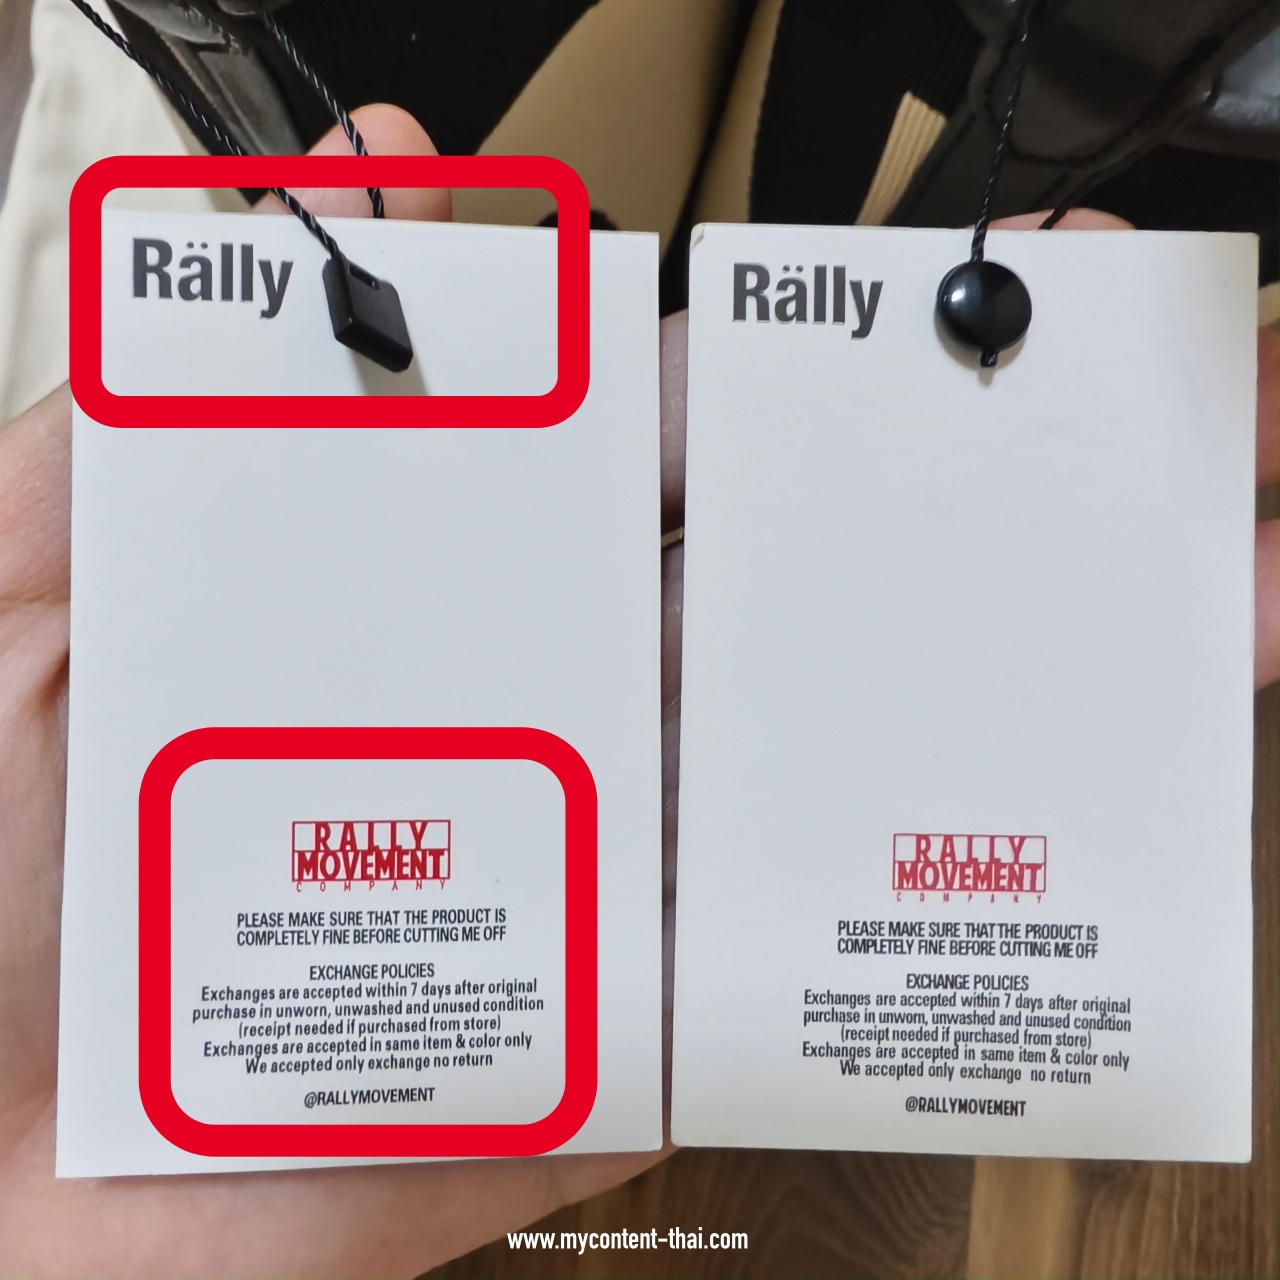 Rälly
RALLY
MOVEMENT
COMPANY
PLEASE MAKE SURE THAT THE PRODUCT IS
COMPLETELY FINE BEFORE CUTTING ME OFF
EXCHANGE POLICIES
Exchanges are accepted within 7 days after original
purchase in unworn, unwashed and unused condition
(receipt needed if purchased from store)
Exchanges are accepted in same item & color only
We accepted only exchange no return
@RALLYMOVEMENT
Rälly
RALLY
MOVEMENT
COMPANY
PLEASE MAKE SURE THAT THE PRODUCT IS
COMPLETELY FINE BEFORE CUTTING ME OFF
EXCHANGE POLICIES
Exchanges are accepted within 7 days after original
purchase in unworn, unwashed and unused condition
(receipt needed if purchased from store)
Exchanges are accepted in same item & color only
We accepted only exchange no return
@RALLYMOVEMENT
www.mycontent-thai.com